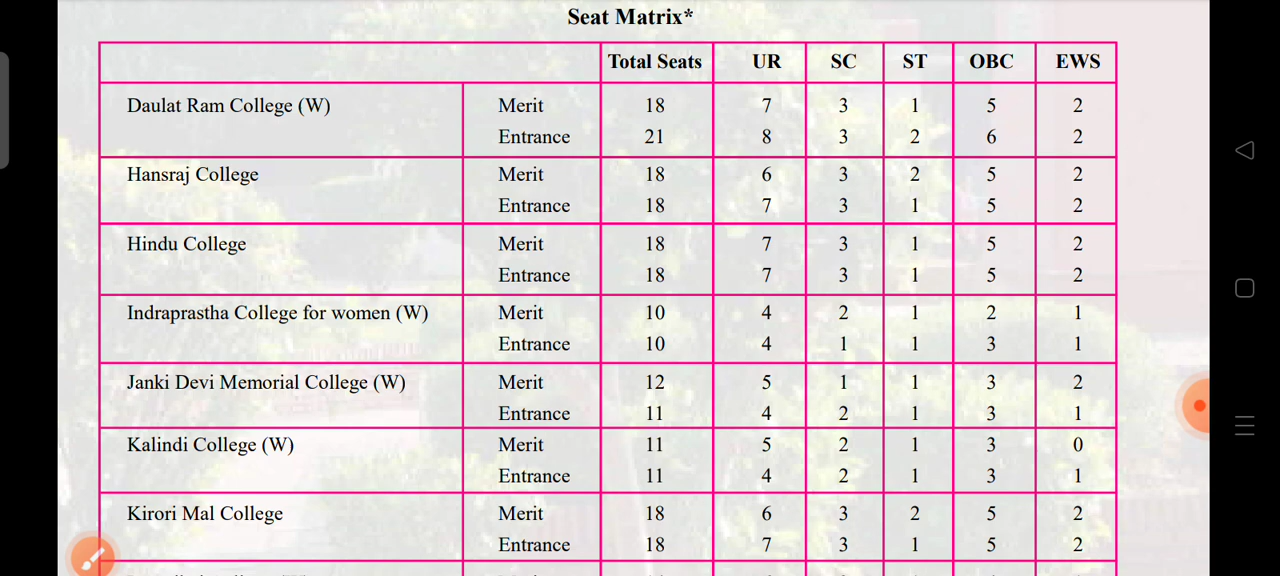 Seat Matrix*
Total Seats UR SC ST OBC EWS
Daulat Ram College (W) Merit 18 7 3 1 5 2
Entrance 21 8 3 2 6 2
Hansraj College Merit 18 6 3 2 5 2
Entrance 18 7 3 1 5 2
Hindu College Merit 18 7 3 1 5 2
Entrance 18 7 3 1 5 2
Indraprastha College for women (W) Merit 10 4 2 1 2 1
Entrance 10 4 1 1 3 1
Janki Devi Memorial College (W) Merit 12 5 1 1 3 2
Entrance 11 4 2 1 3 1
Kalindi College (W) Merit 11 5 2 1 3 0
Entrance 11 4 2 1 3 1
Kirori Mal College Merit 18 6 3 2 5 2
Entrance 18 7 3 1 5 2